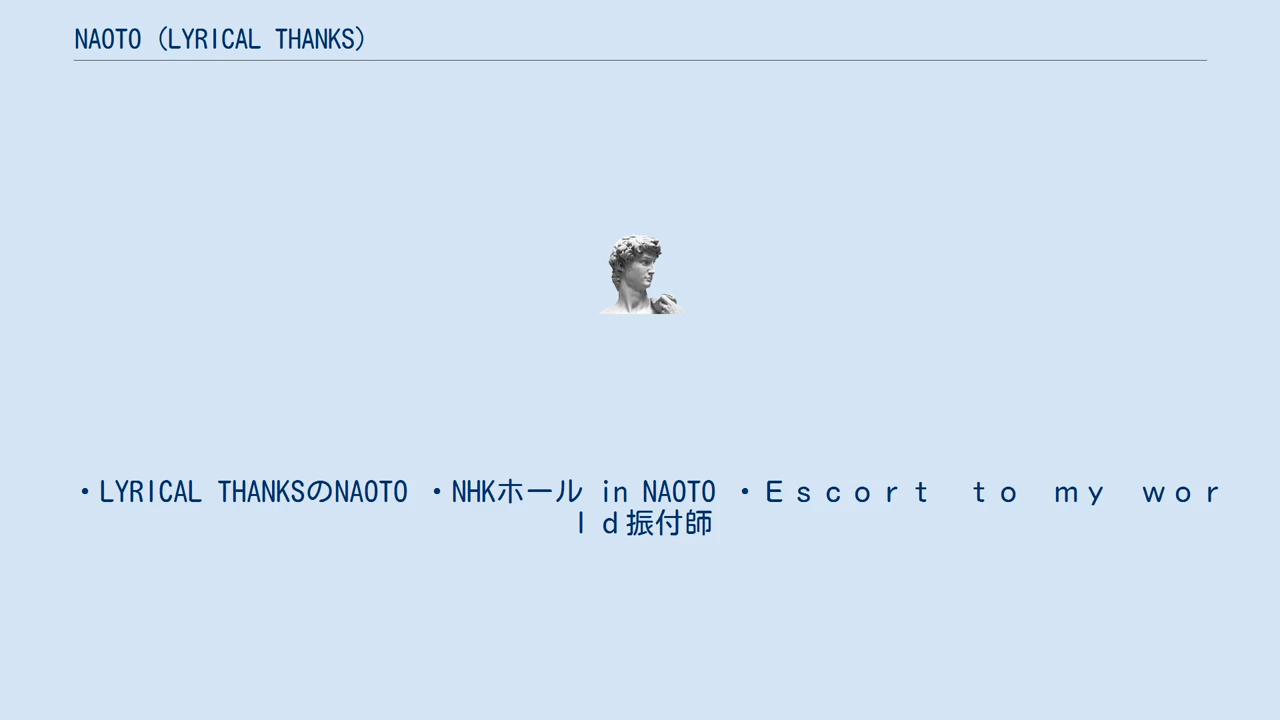 NAOTO（LYRICAL THANKS）
・LYRICAL THANKSのNAOTO ・NHKホール in NAOTO ・Ｅｓｃｏｒｔ　ｔｏ　ｍｙ　ｗｏｒ
ｌｄ振付師